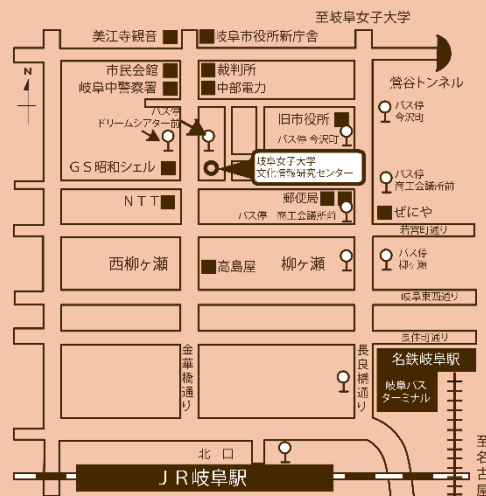 至岐阜女子大学
美江寺観音
岐阜市役所新庁舎
市民会館
裁判所
岐阜中警察署
中部電力
N
鶯谷トンネル
バス停
ドリームシアター前
旧市役所
バス停
今沢町
バス停 今沢町
GS昭和シェル
岐阜女子大学
文化情報研究センター
バス停
商工会議所前
NTT
郵便局
バス停 商工会議所前
ぜにや
若宮町通り
西柳ヶ瀬
高島屋
柳ヶ瀬
バス停
柳ヶ瀬
岐阜東西通り
長住町通り
金華橋通り
長良橋通り
名鉄岐阜駅
岐阜バス
ターミナル
北口
至名古屋
JR岐阜駅